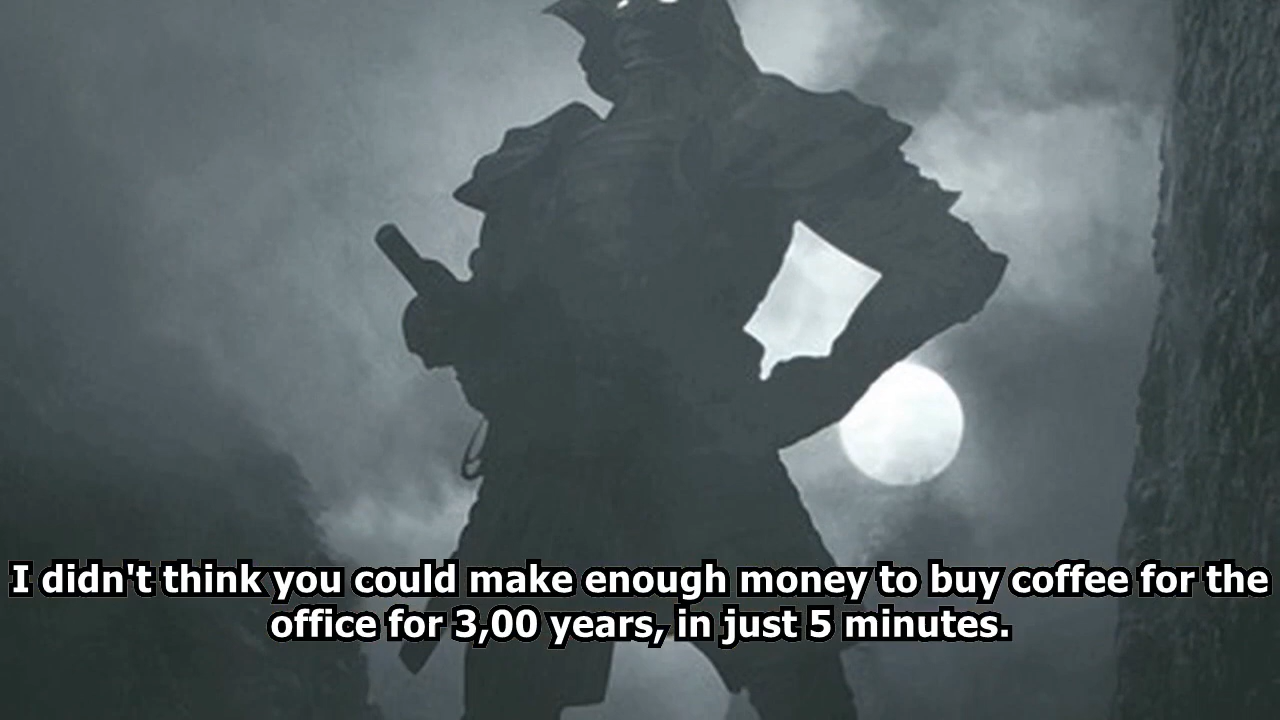 I didn't think you could make enough money to buy coffee for the
office for 3,00 years, in just 5 minutes.